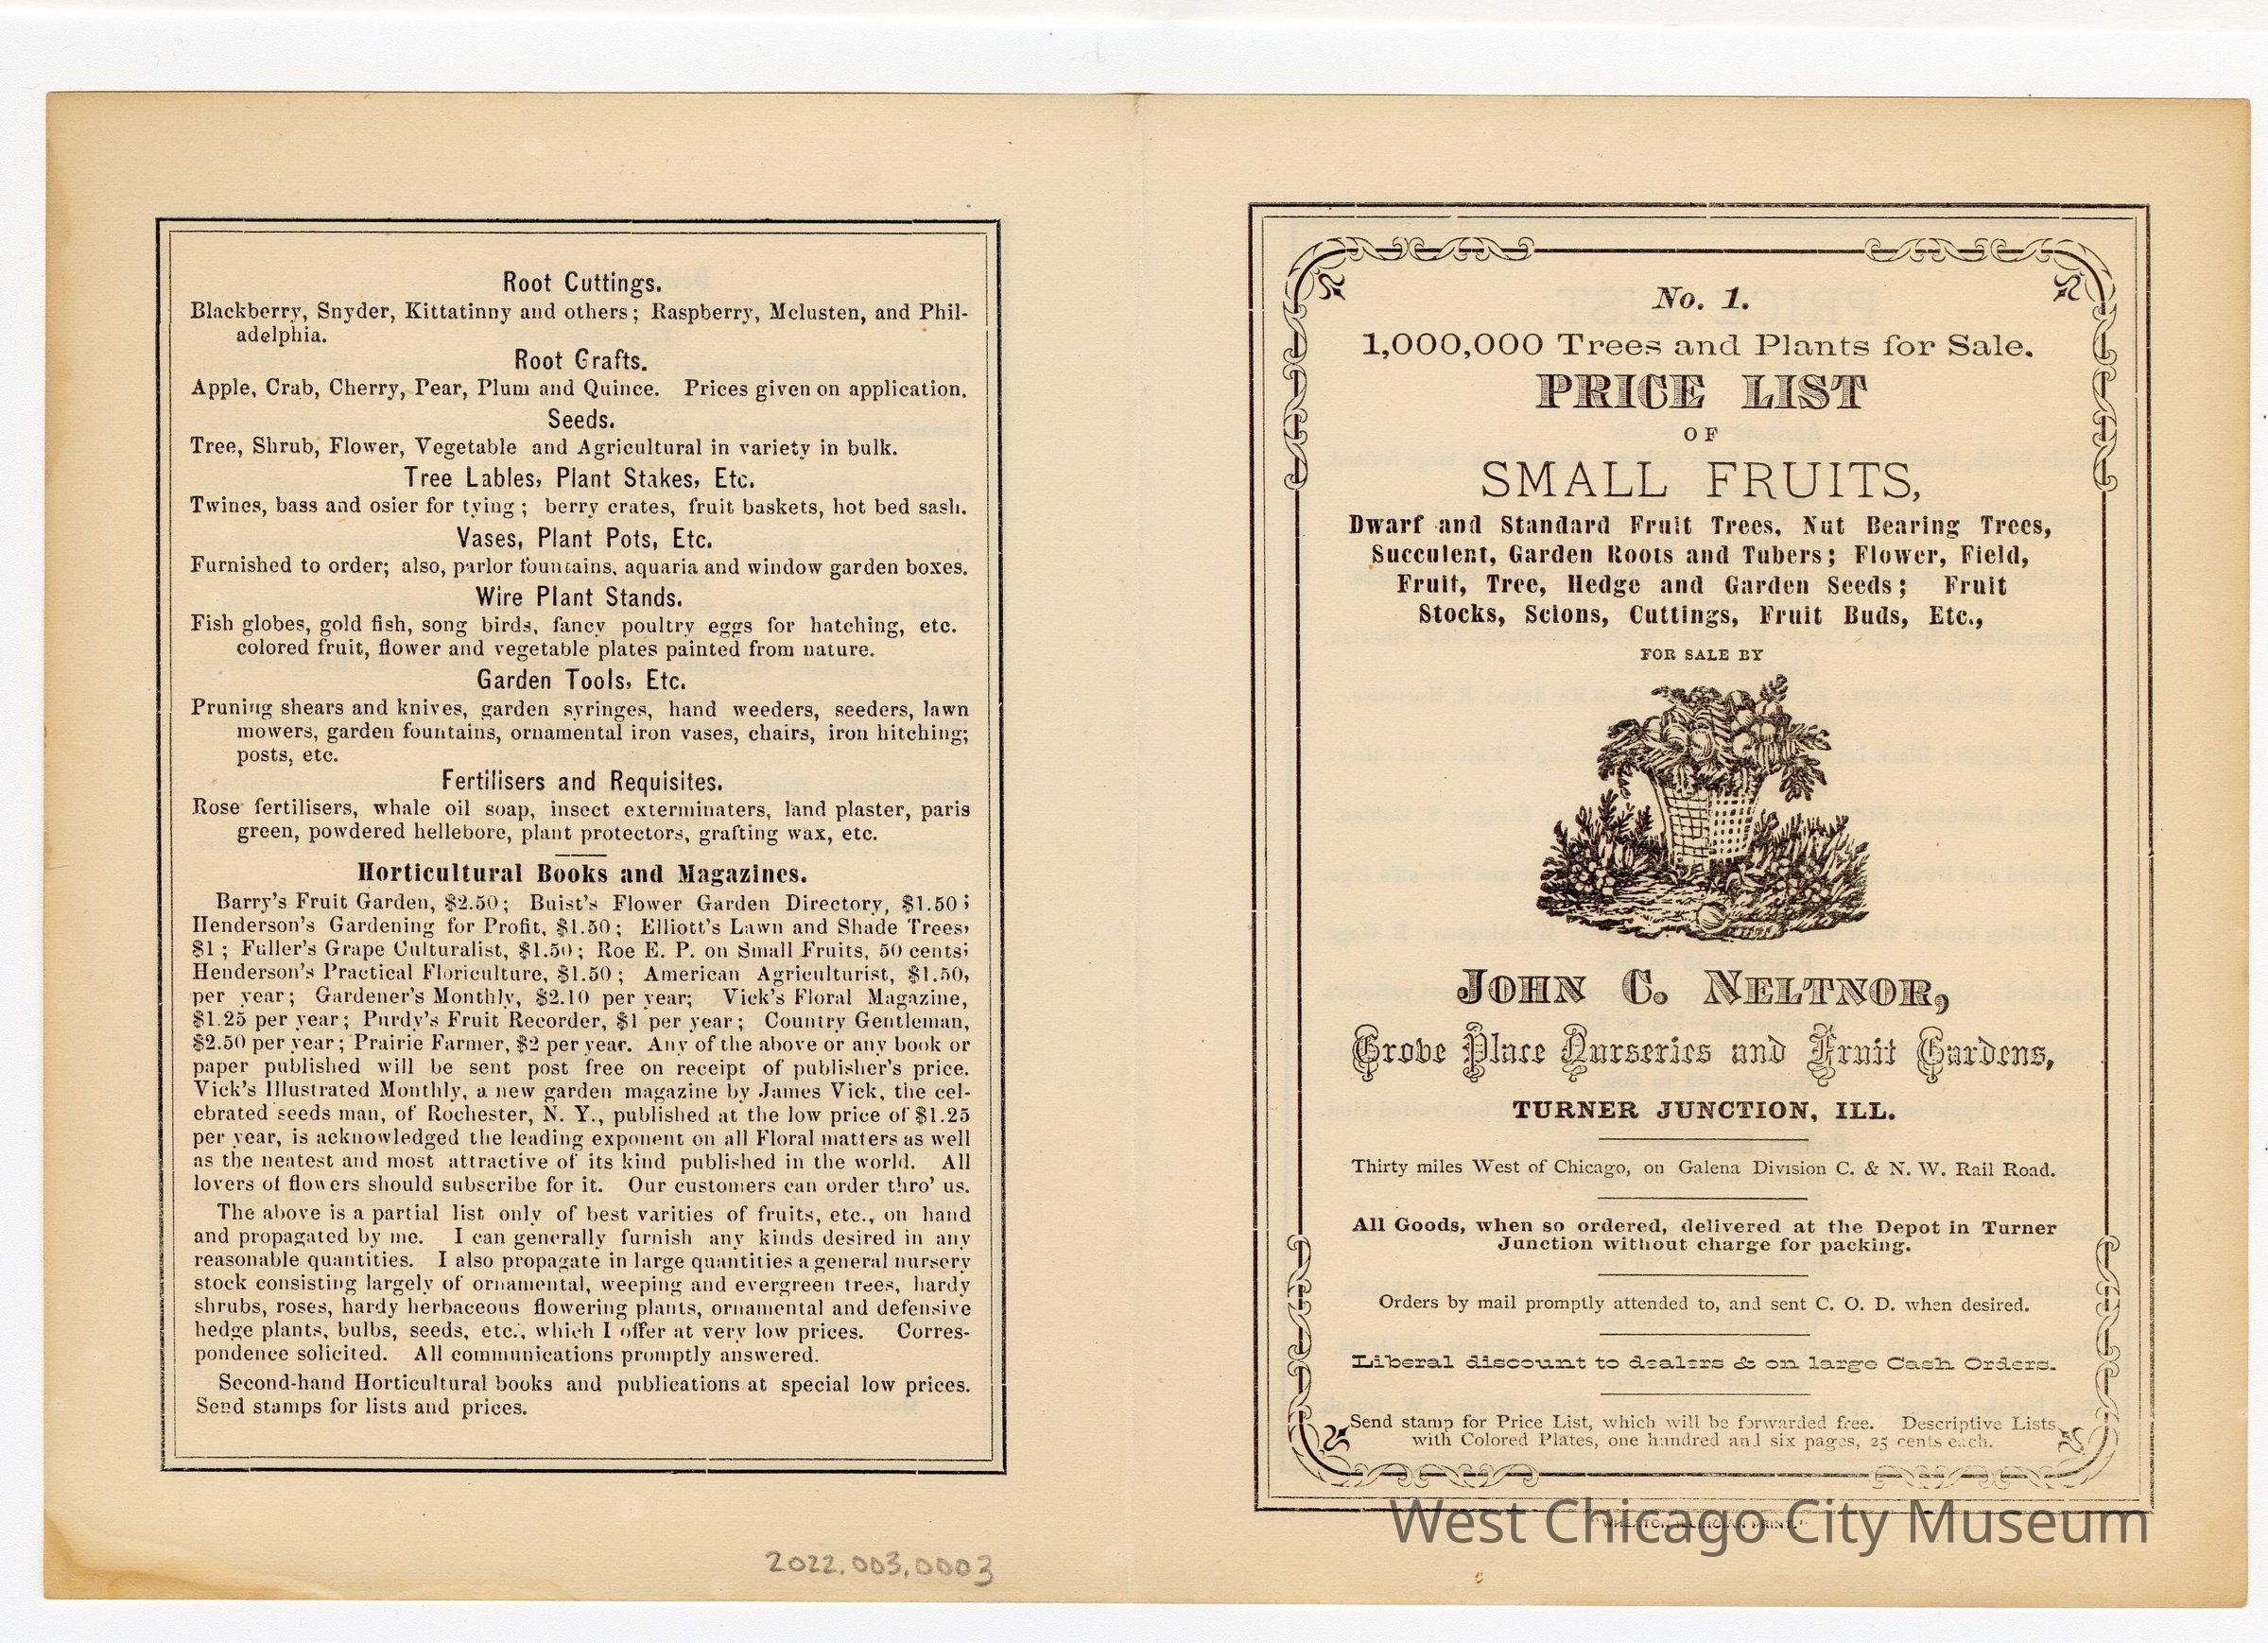 Root Cuttings.
Blackberry, Snyder, Kittatinny and others; Raspberry, Mclusten, and Phil-
adelphia.
Root Grafts.
Apple, Crab, Cherry, Pear, Plum and Quince. Prices given on application.
Seeds.
Tree, Shrub, Flower, Vegetable and Agricultural in variety in bulk.
Tree Lables, Plant Stakes, Etc.
Twines, bass and osier for tying; berry crates, fruit baskets, hot bed sash.
Vases, Plant Pots, Etc.
Furnished to order; also, parlor fountains, aquaria and window garden boxes.
Wire Plant Stands.
Fish globes, gold fish, song birds, fancy poultry eggs for hatching, etc.
colored fruit, flower and vegetable plates painted from nature.
Garden Tools, Etc.
Pruning shears and knives, garden syringes, hand weeders, seeders, lawn
mowers, garden fountains, ornamental iron vases, chairs, iron hitching;
posts, etc.
Fertilisers and Requisites.
Rose fertilisers, whale oil soap, insect exterminaters, land plaster, paris
green, powdered hellebore, plant protectors, grafting wax, etc.
Horticultural Books and Magazines.
Barry's Fruit Garden, $2.50; Buist's Flower Garden Directory, $1.50;
Henderson's Gardening for Profit, $1.50; Elliott's Lawn and Shade Trees,
$1; Fuller's Grape Culturalist, $1.50; Roe E. P. on Small Fruits, 50 cents;
Henderson's Practical Floriculture, $1.50; American Agriculturist, $1.50,
per year; Gardener's Monthly, $2.10 per year; Vick's Floral Magazine,
$1.25 per year; Purdy's Fruit Recorder, $1 per year; Country Gentleman,
$2.50 per year; Prairie Farmer, $2 per year. Any of the above or any book or
paper published will be sent post free on receipt of publisher's price.
Vick's Illustrated Monthly, a new garden magazine by James Vick, the cel-
ebrated seeds man, of Rochester, N. Y., published at the low price of $1.25
per year, is acknowledged the leading exponent on all Floral matters as well
as the neatest and most attractive of its kind published in the world. All
lovers of flowers should subscribe for it. Our customers can order thro' us.
The above is a partial list only of best varities of fruits, etc., on hand
and propagated by me. I can generally furnish any kinds desired in any
reasonable quantities. I also propagate in large quantities a general nursery
stock consisting largely of ornamental, weeping and evergreen trees, hardy
shrubs, roses, hardy herbaceous flowering plants, ornamental and defensive
hedge plants, bulbs, seeds, etc., which I offer at very low prices. Corres-
pondence solicited. All communications promptly answered.
Second-hand Horticultural books and publications at special low prices.
Send stamps for lists and prices.
2022.003.0003
No. 1.
1,000,000 Trees and Plants for Sale.
PRICE LIST
OF
SMALL FRUITS,
Dwarf and Standard Fruit Trees, Nut Bearing Trees,
Succulent, Garden Roots and Tubers; Flower, Field,
Fruit, Tree, Hedge and Garden Seeds; Fruit
Stocks, Scions, Cuttings, Fruit Buds, Etc.,
FOR SALE BY
JOHN C. NELTNOR,
Grove Place Nurseries and Fruit Gardens,
TURNER JUNCTION, ILL.
Thirty miles West of Chicago, on Galena Division C. & N. W. Rail Road.
All Goods, when so ordered, delivered at the Depot in Turner
Junction without charge for packing.
Orders by mail promptly attended to, and sent C. O. D. when desired.
Liberal discount to dealers & on large Cash Orders.
Send stamp for Price List, which will be forwarded free. Descriptive Lists
with Colored Plates, one hundred and six pages, 25 cents each.
"WHEATON ILLINOIAN PRINT."
West Chicago City Museum